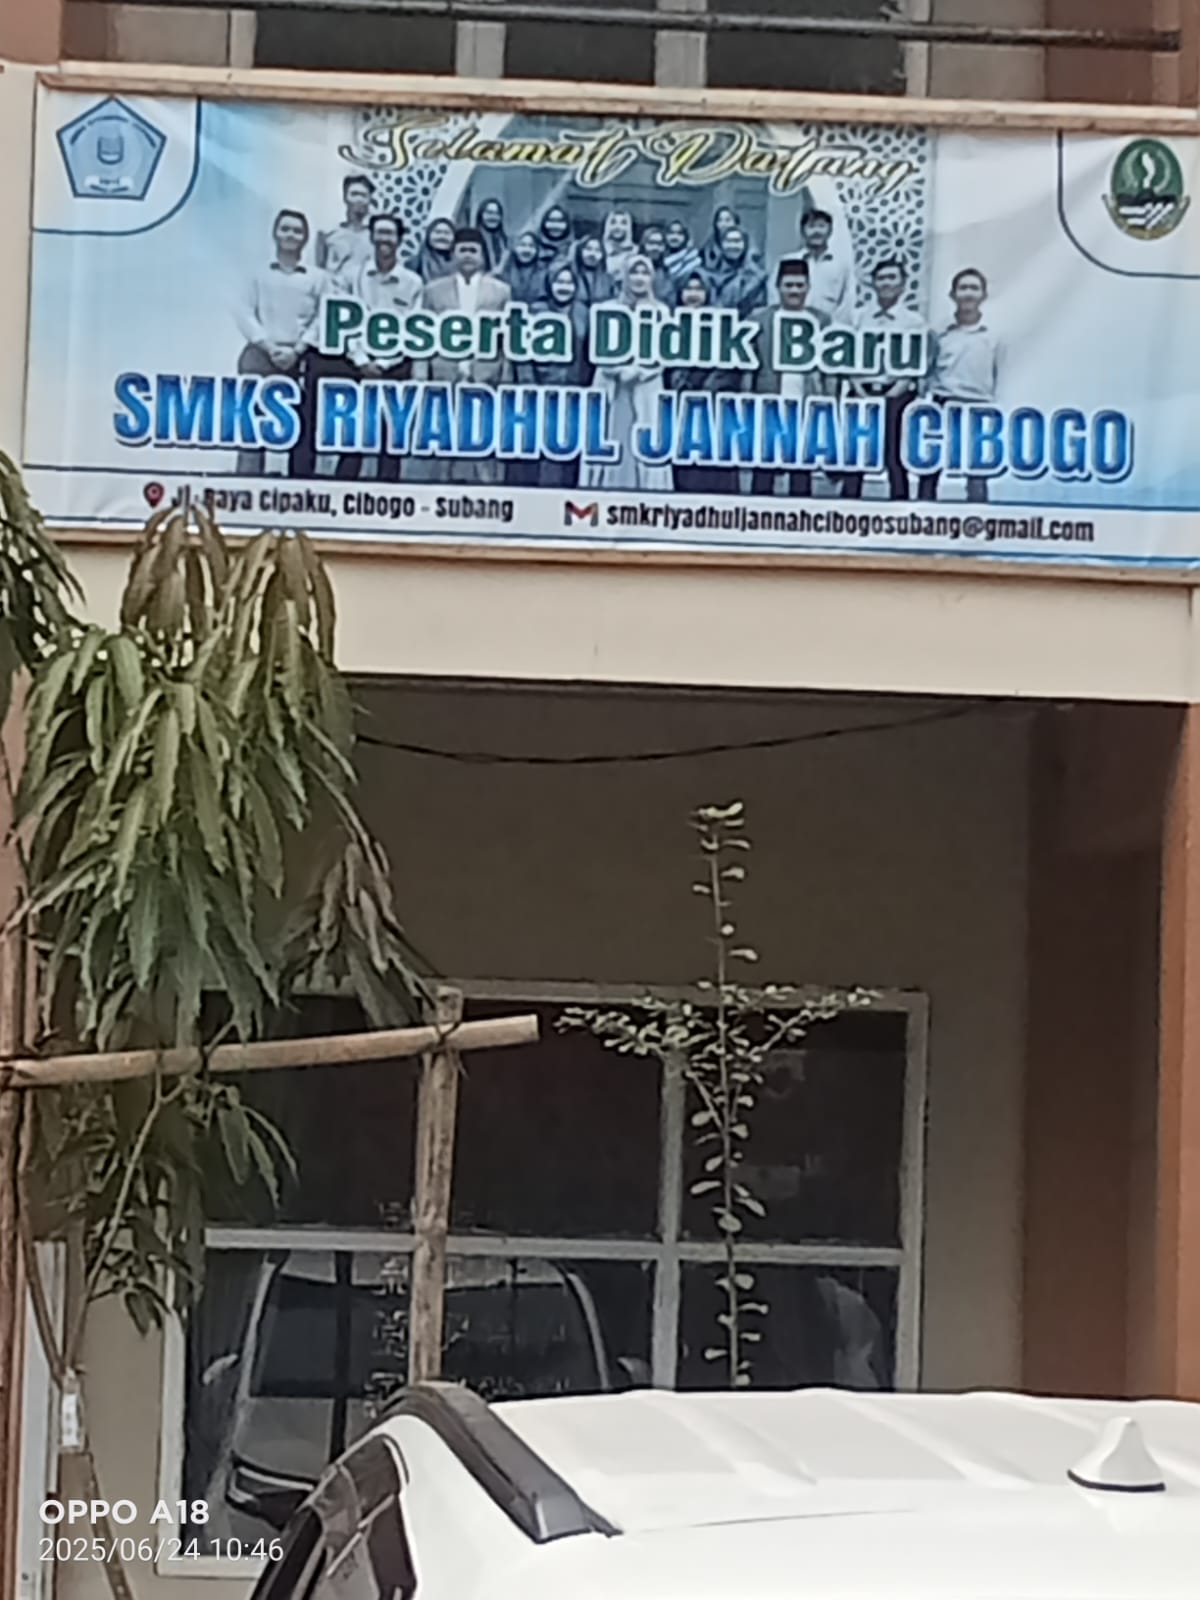 Selamat Datang
Peserta Didik Baru
SMKS RIYADHUL JANNAH CIBOGO
Jl. Raya Cipaku, Cibogo - Subang
smkriyadhuljannahcibogosubang@gmail.com
OPPO A18
2025/06/24 10:46